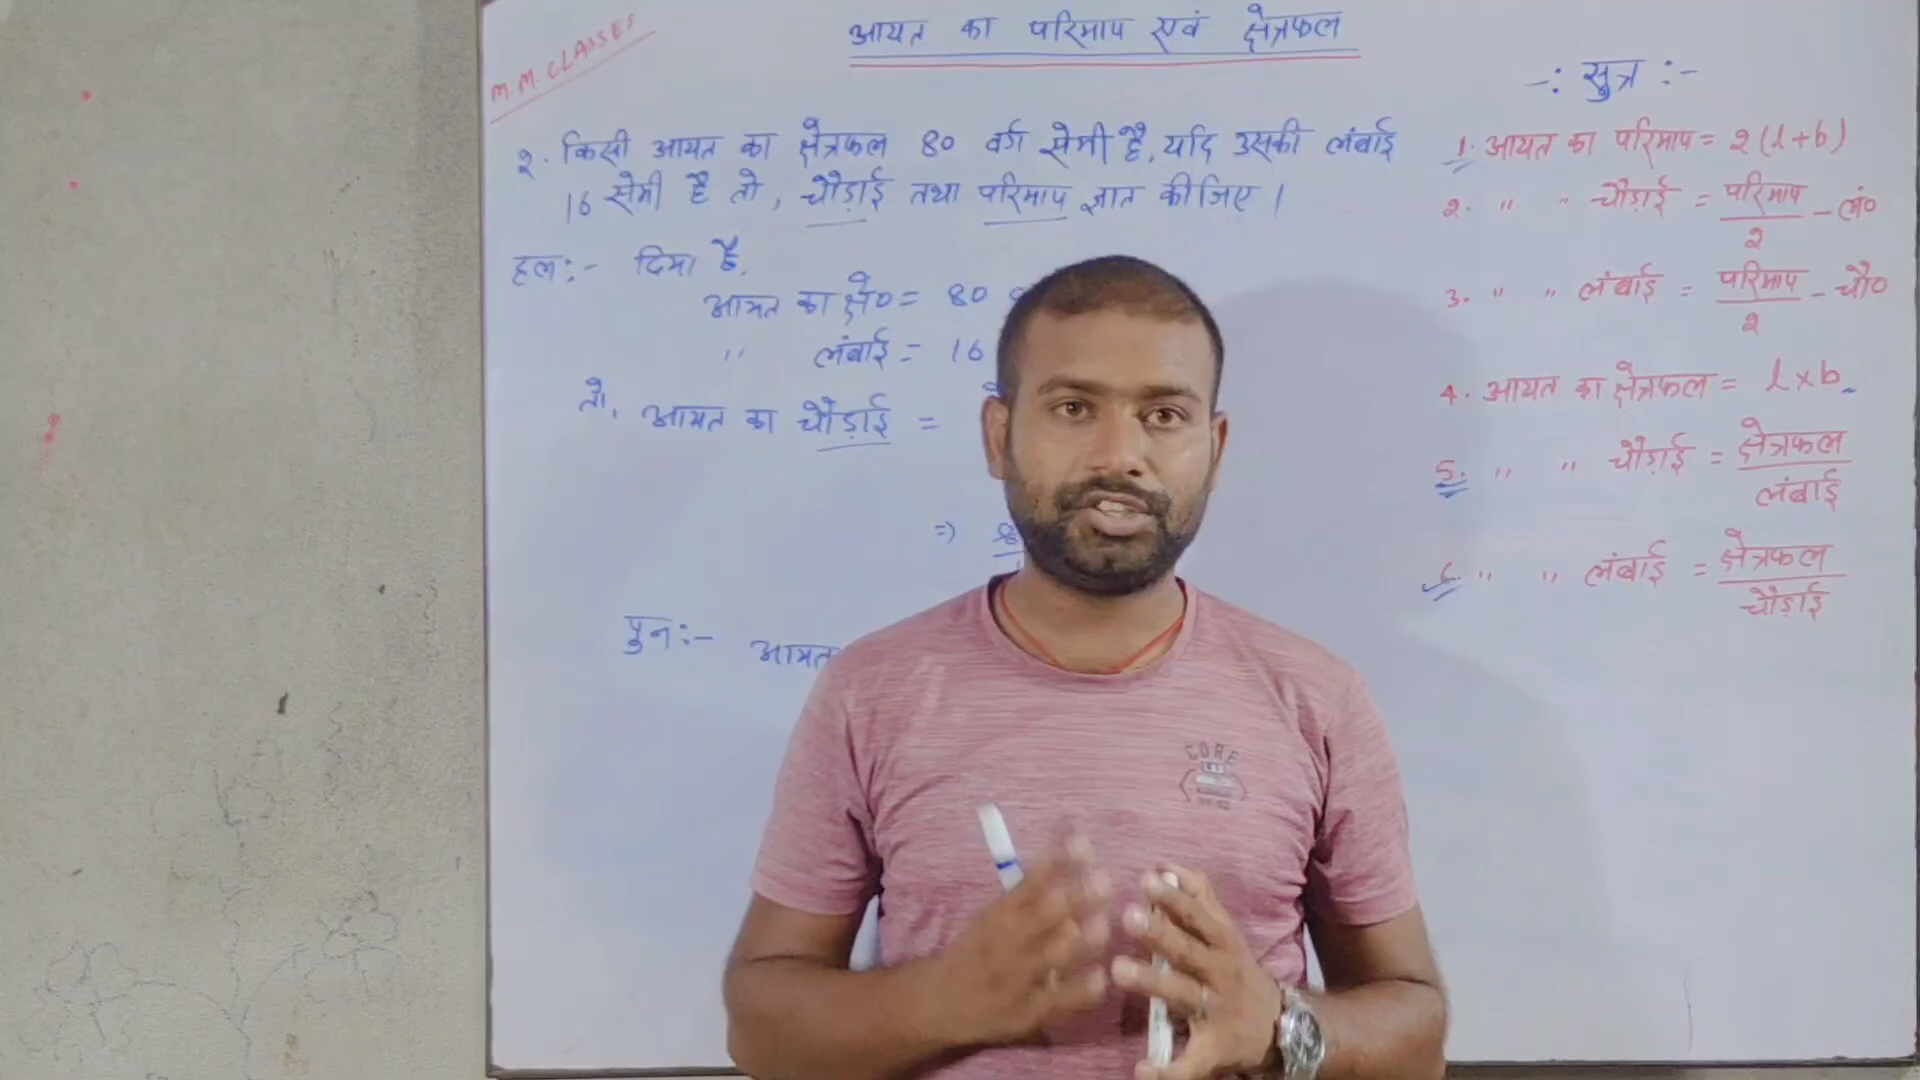 M.M. CLASSES
आयत का परिमाप एवं क्षेत्रफल
2. किसी आयत का क्षेत्रफल 80 वर्ग सेमी है, यदि उसकी लंबाई
16 सेमी है तो, चौड़ाई तथा परिमाप ज्ञात कीजिए।
हल:- दिया है,
आयत का क्षे० = 80
" लंबाई = 16
तो, आयत का चौड़ाई =
=)
पुन:- आयत
-: सुत्र :-
1. आयत का परिमाप = 2(l+b)
2. " " चौड़ाई = परिमाप/2 - लं०
3. " " लंबाई = परिमाप/2 - चौ०
4. आयत का क्षेत्रफल = l×b
5. " " चौड़ाई = क्षेत्रफल/लंबाई
6. " " लंबाई = क्षेत्रफल/चौड़ाई
CORE